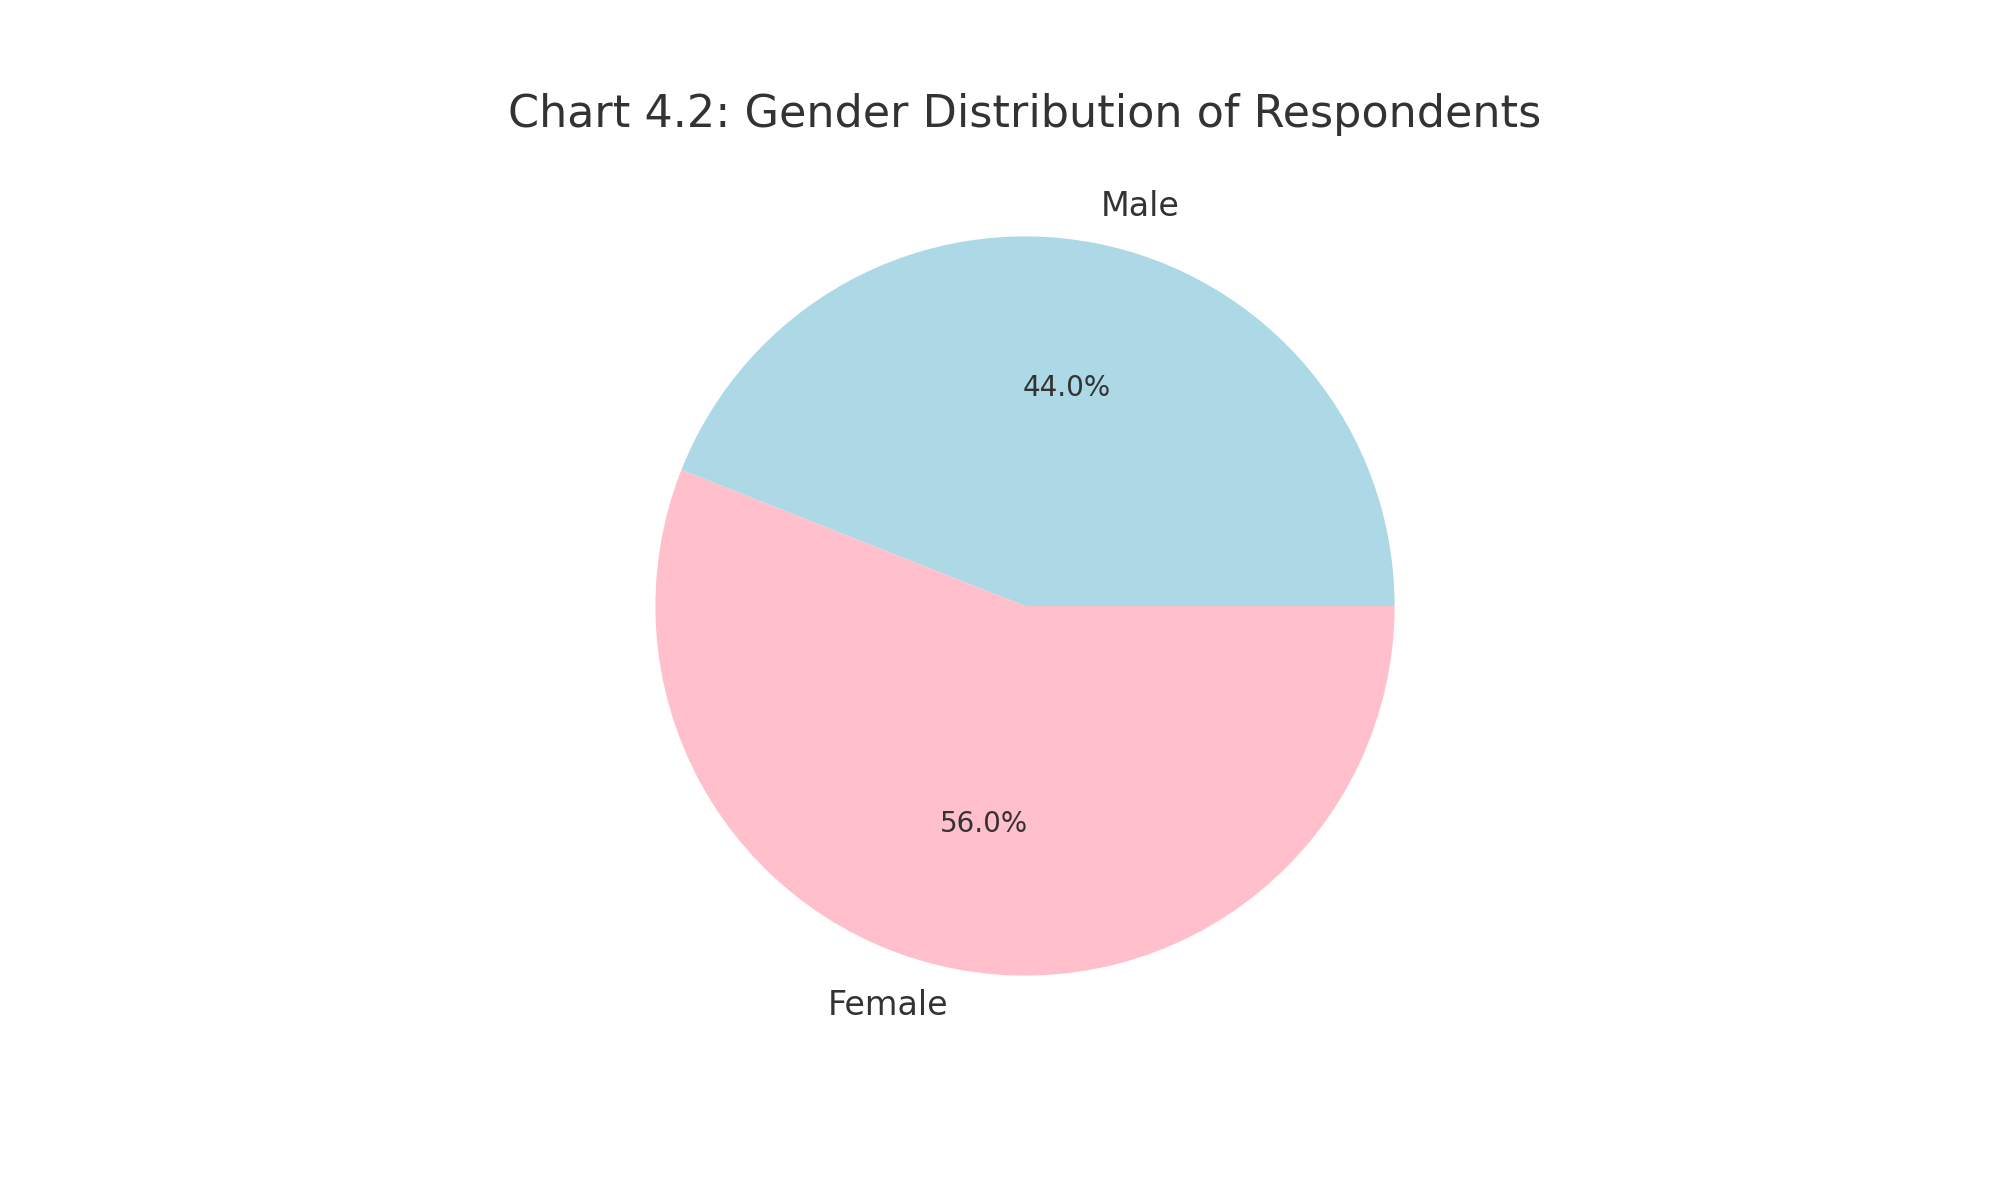 Chart 4.2: Gender Distribution of Respondents
Male
44.0%
56.0%
Female